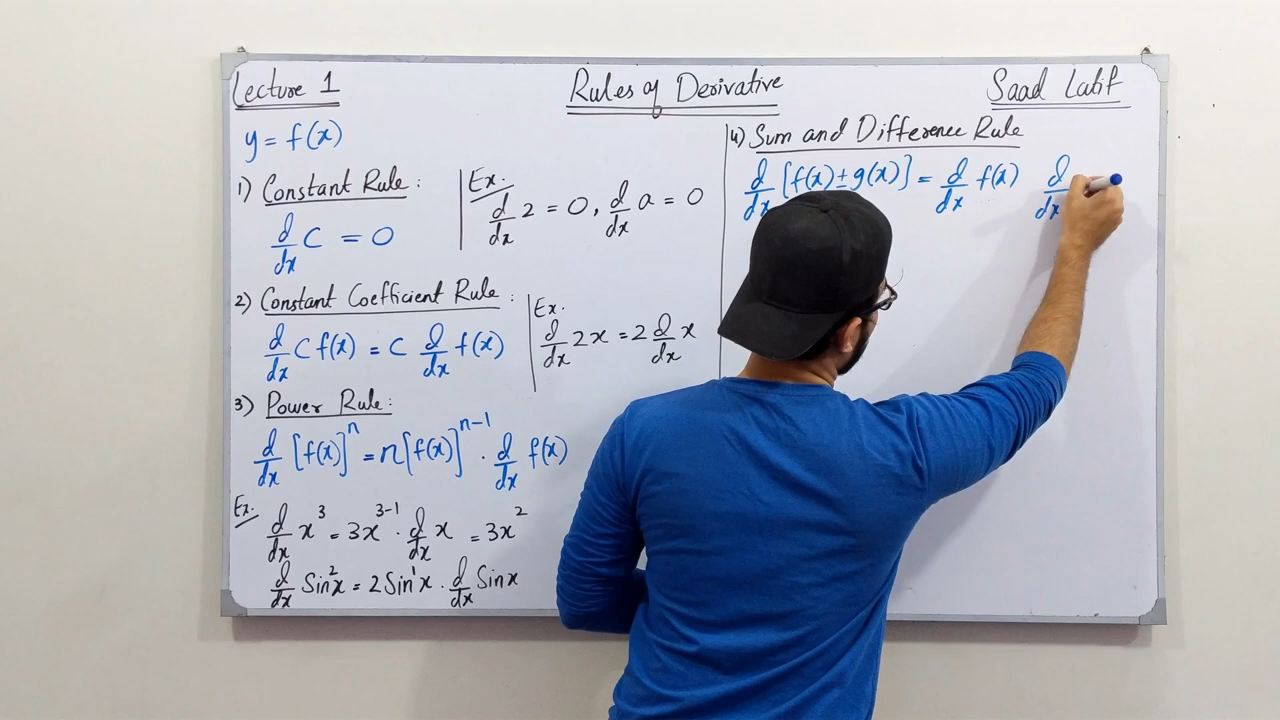 Lecture 1
Rules of Derivative
Saad Latif
y = f(x)
1) Constant Rule :
d/dx C = 0
Ex.
d/dx 2 = 0, d/dx a = 0
2) Constant Coefficient Rule :
d/dx C f(x) = C d/dx f(x)
Ex.
d/dx 2x = 2 d/dx x
3) Power Rule :
d/dx [f(x)]^n = n[f(x)]^n-1 · d/dx f(x)
Ex.
d/dx x^3 = 3x^3-1 · d/dx x = 3x^2
d/dx Sin^2x = 2 Sin^1x · d/dx Sinx
4) Sum and Difference Rule
d/dx [f(x) ± g(x)] = d/dx f(x) d/dx